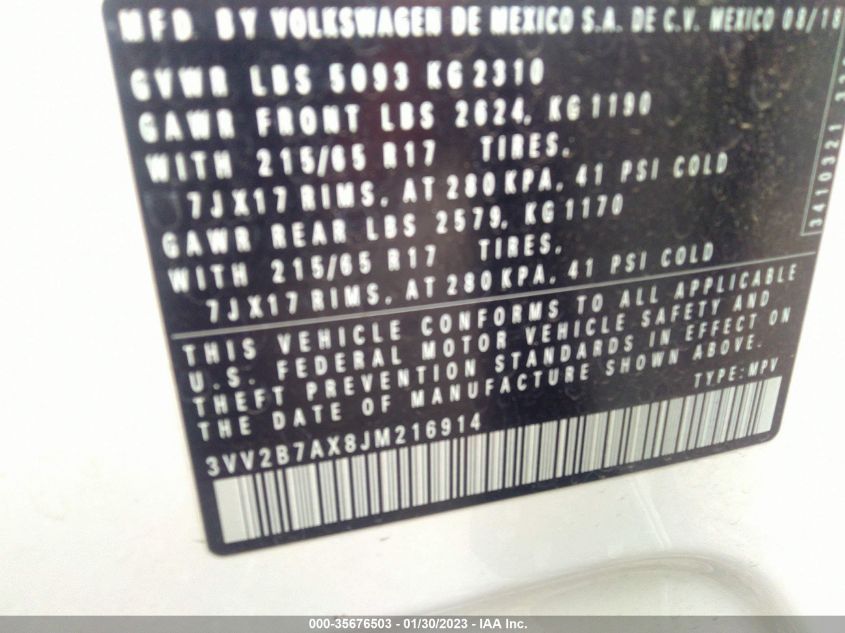 MFD BY VOLKSWAGEN DE MEXICO S.A. DE C.V. MEXICO 08/18
GVWR LBS 5093 KG 2310
GAWR FRONT LBS 2624, KG 1190
WITH 215/65 R17 TIRES,
7JX17 RIMS, AT 280 KPA, 41 PSI COLD
GAWR REAR LBS 2579, KG 1170
WITH 215/65 R17 TIRES,
7JX17 RIMS, AT 280 KPA, 41 PSI COLD
3410321
THIS VEHICLE CONFORMS TO ALL APPLICABLE
U.S. FEDERAL MOTOR VEHICLE SAFETY AND
THEFT PREVENTION STANDARDS IN EFFECT ON
THE DATE OF MANUFACTURE SHOWN ABOVE.
TYPE: MPV
3VV2B7AX8JM216914
000-35676503 - 01/30/2023 - IAA Inc.